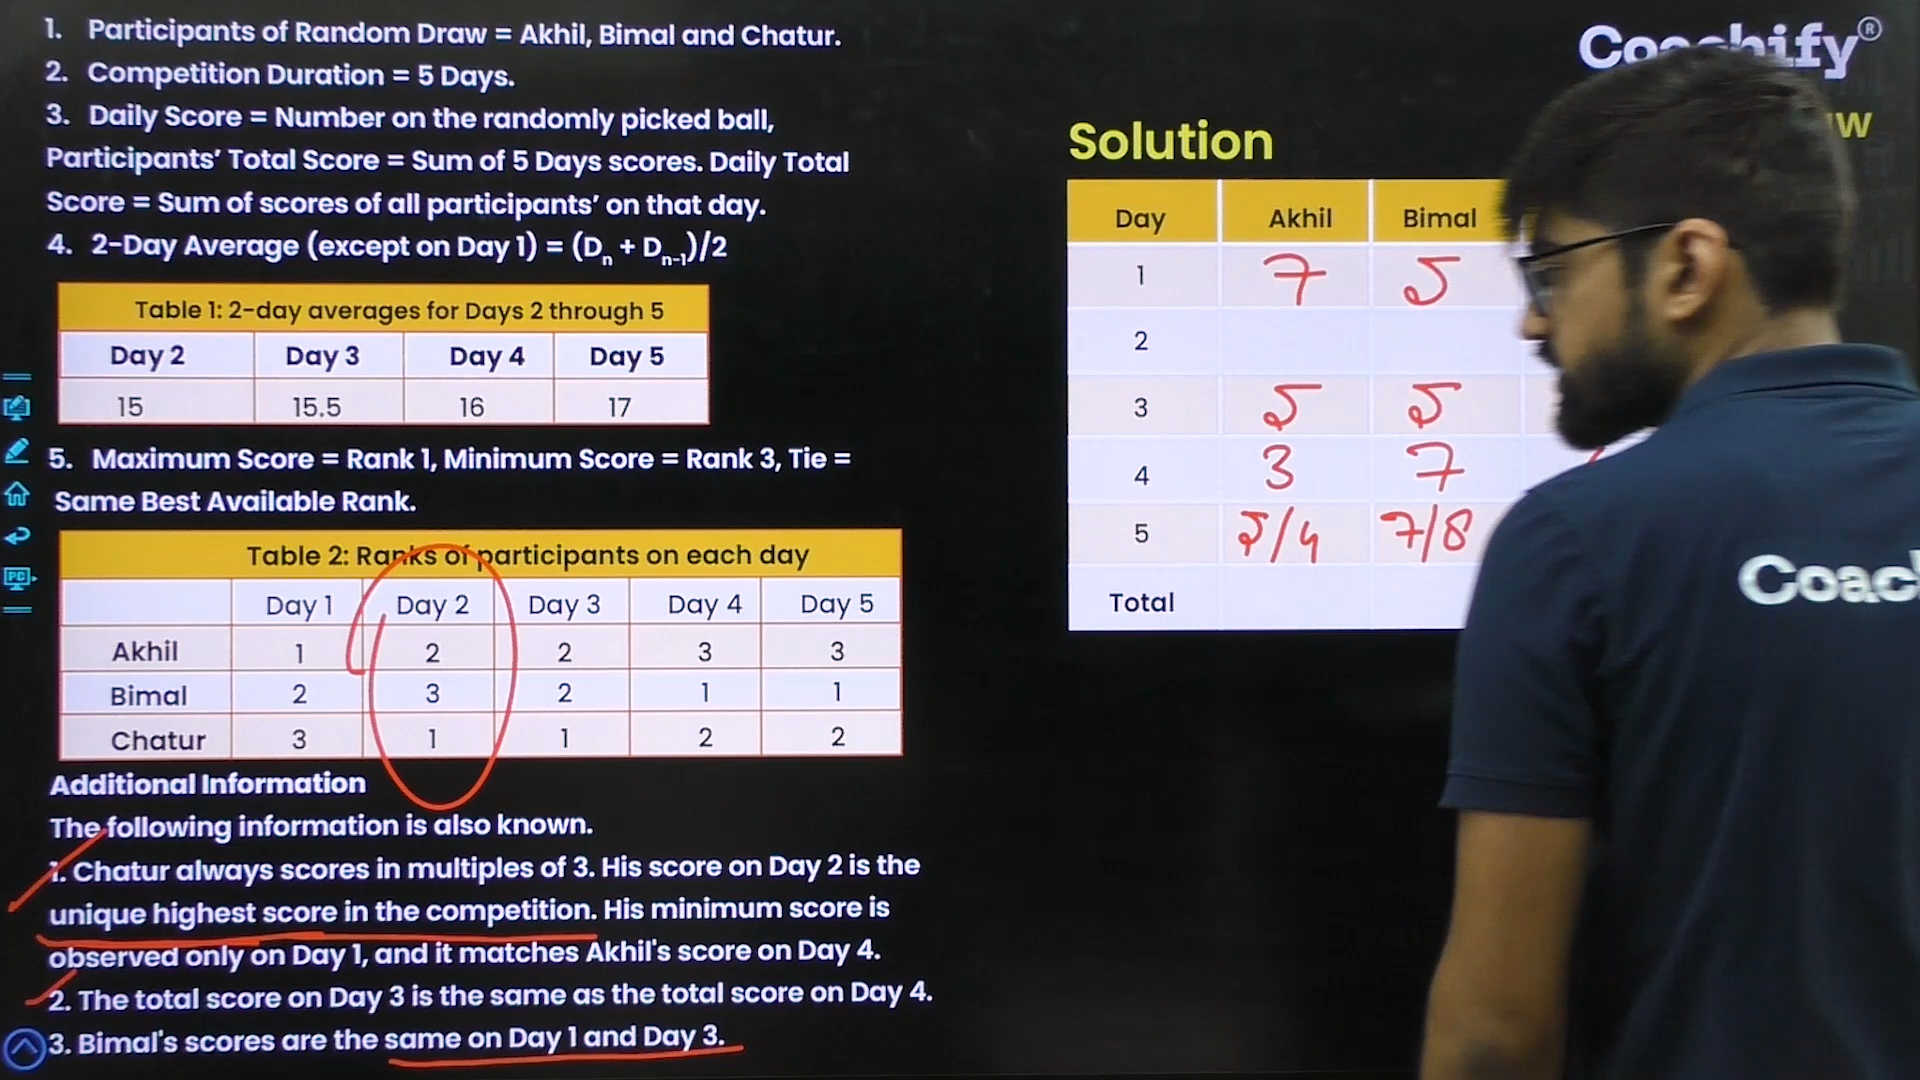 1. Participants of Random Draw = Akhil, Bimal and Chatur.
2. Competition Duration = 5 Days.
3. Daily Score = Number on the randomly picked ball,
Participants’ Total Score = Sum of 5 Days scores. Daily Total
Score = Sum of scores of all participants’ on that day.
4. 2-Day Average (except on Day 1) = (Dn + Dn-1)/2
Table 1: 2-day averages for Days 2 through 5
Day 2 Day 3 Day 4 Day 5
15 15.5 16 17
5. Maximum Score = Rank 1, Minimum Score = Rank 3, Tie =
Same Best Available Rank.
Table 2: Ranks of participants on each day
Day 1 Day 2 Day 3 Day 4 Day 5
Akhil 1 2 2 3 3
Bimal 2 3 2 1 1
Chatur 3 1 1 2 2
Additional Information
The following information is also known.
1. Chatur always scores in multiples of 3. His score on Day 2 is the
unique highest score in the competition. His minimum score is
observed only on Day 1, and it matches Akhil's score on Day 4.
2. The total score on Day 3 is the same as the total score on Day 4.
3. Bimal's scores are the same on Day 1 and Day 3.
PC
Coachify®
Solution
Day Akhil Bimal
1 7 5
2
3 5 5
4 3 7
5 5/4 7/8
Total
Coac